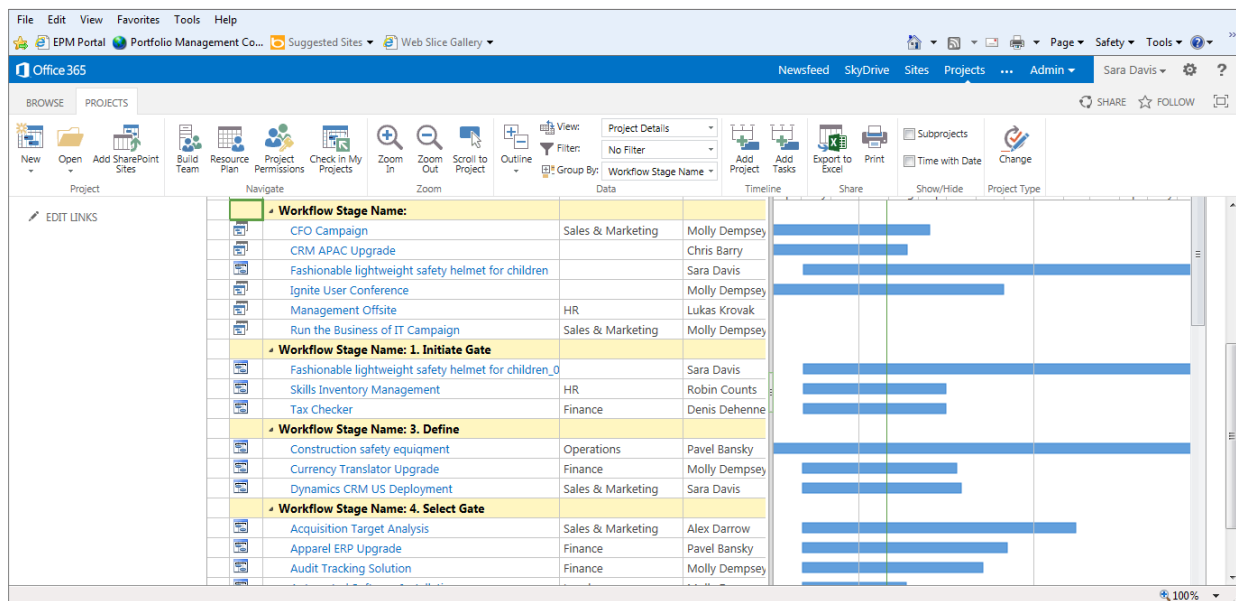 File Edit View Favorites Tools Help
EPM Portal Portfolio Management Co... Suggested Sites Web Slice Gallery Page Safety Tools »
Office 365 Newsfeed SkyDrive Sites Projects ... Admin Sara Davis ?
BROWSE PROJECTS SHARE FOLLOW
New Open Add SharePoint Sites Build Team Resource Plan Project Permissions Check in My Projects Zoom In Zoom Out Scroll to Project Outline View: Project Details Filter: No Filter Group By: Workflow Stage Name Add Project Add Tasks Export to Excel Print Subprojects Time with Date Change
Project Navigate Zoom Data Timeline Share Show/Hide Project Type
EDIT LINKS
Workflow Stage Name:
CFO Campaign Sales & Marketing Molly Dempsey
CRM APAC Upgrade Chris Barry
Fashionable lightweight safety helmet for children Sara Davis
Ignite User Conference Molly Dempsey
Management Offsite HR Lukas Krovak
Run the Business of IT Campaign Sales & Marketing Molly Dempsey
Workflow Stage Name: 1. Initiate Gate
Fashionable lightweight safety helmet for children_0 Sara Davis
Skills Inventory Management HR Robin Counts
Tax Checker Finance Denis Dehenne
Workflow Stage Name: 3. Define
Construction safety equiqment Operations Pavel Bansky
Currency Translator Upgrade Finance Molly Dempsey
Dynamics CRM US Deployment Sales & Marketing Sara Davis
Workflow Stage Name: 4. Select Gate
Acquisition Target Analysis Sales & Marketing Alex Darrow
Apparel ERP Upgrade Finance Pavel Bansky
Audit Tracking Solution Finance Molly Dempsey
100%